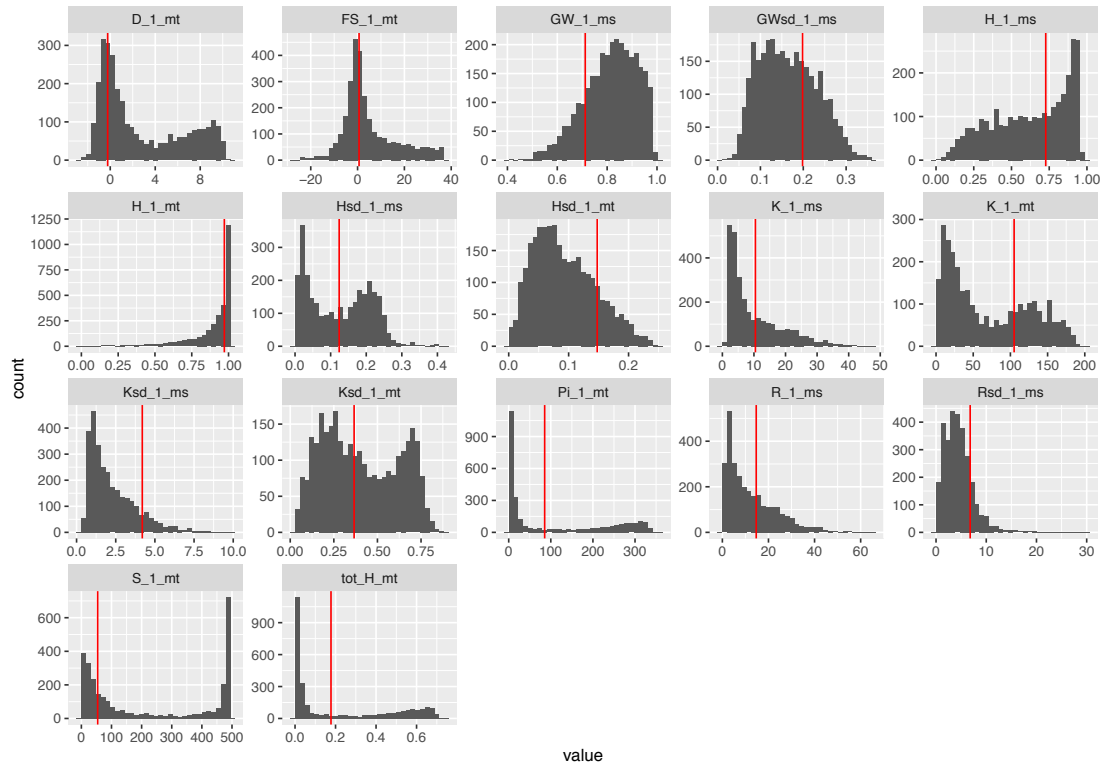 D_1_mt FS_1_mt GW_1_ms GWsd_1_ms H_1_ms
300 200 100 0
0 4 8
400 300 200 100 0
−20 0 20 40
200 150 100 50 0
0.4 0.6 0.8 1.0
150 100 50 0
0.0 0.1 0.2 0.3
200 100 0
0.00 0.25 0.50 0.75 1.00
H_1_mt Hsd_1_ms Hsd_1_mt K_1_ms K_1_mt
1250 1000 750 500 250 0
0.00 0.25 0.50 0.75 1.00
300 200 100 0
0.0 0.1 0.2 0.3 0.4
150 100 50 0
0.0 0.1 0.2
400 200 0
0 10 20 30 40 50
300 200 100 0
0 50 100 150 200
count
Ksd_1_ms Ksd_1_mt Pi_1_mt R_1_ms Rsd_1_ms
400 300 200 100 0
0.0 2.5 5.0 7.5 10.0
150 100 50 0
0.00 0.25 0.50 0.75
900 600 300 0
0 100 200 300
400 200 0
0 20 40 60
400 300 200 100 0
0 10 20 30
S_1_mt tot_H_mt
600 400 200 0
0 100 200 300 400 500
900 600 300 0
0.0 0.2 0.4 0.6
value